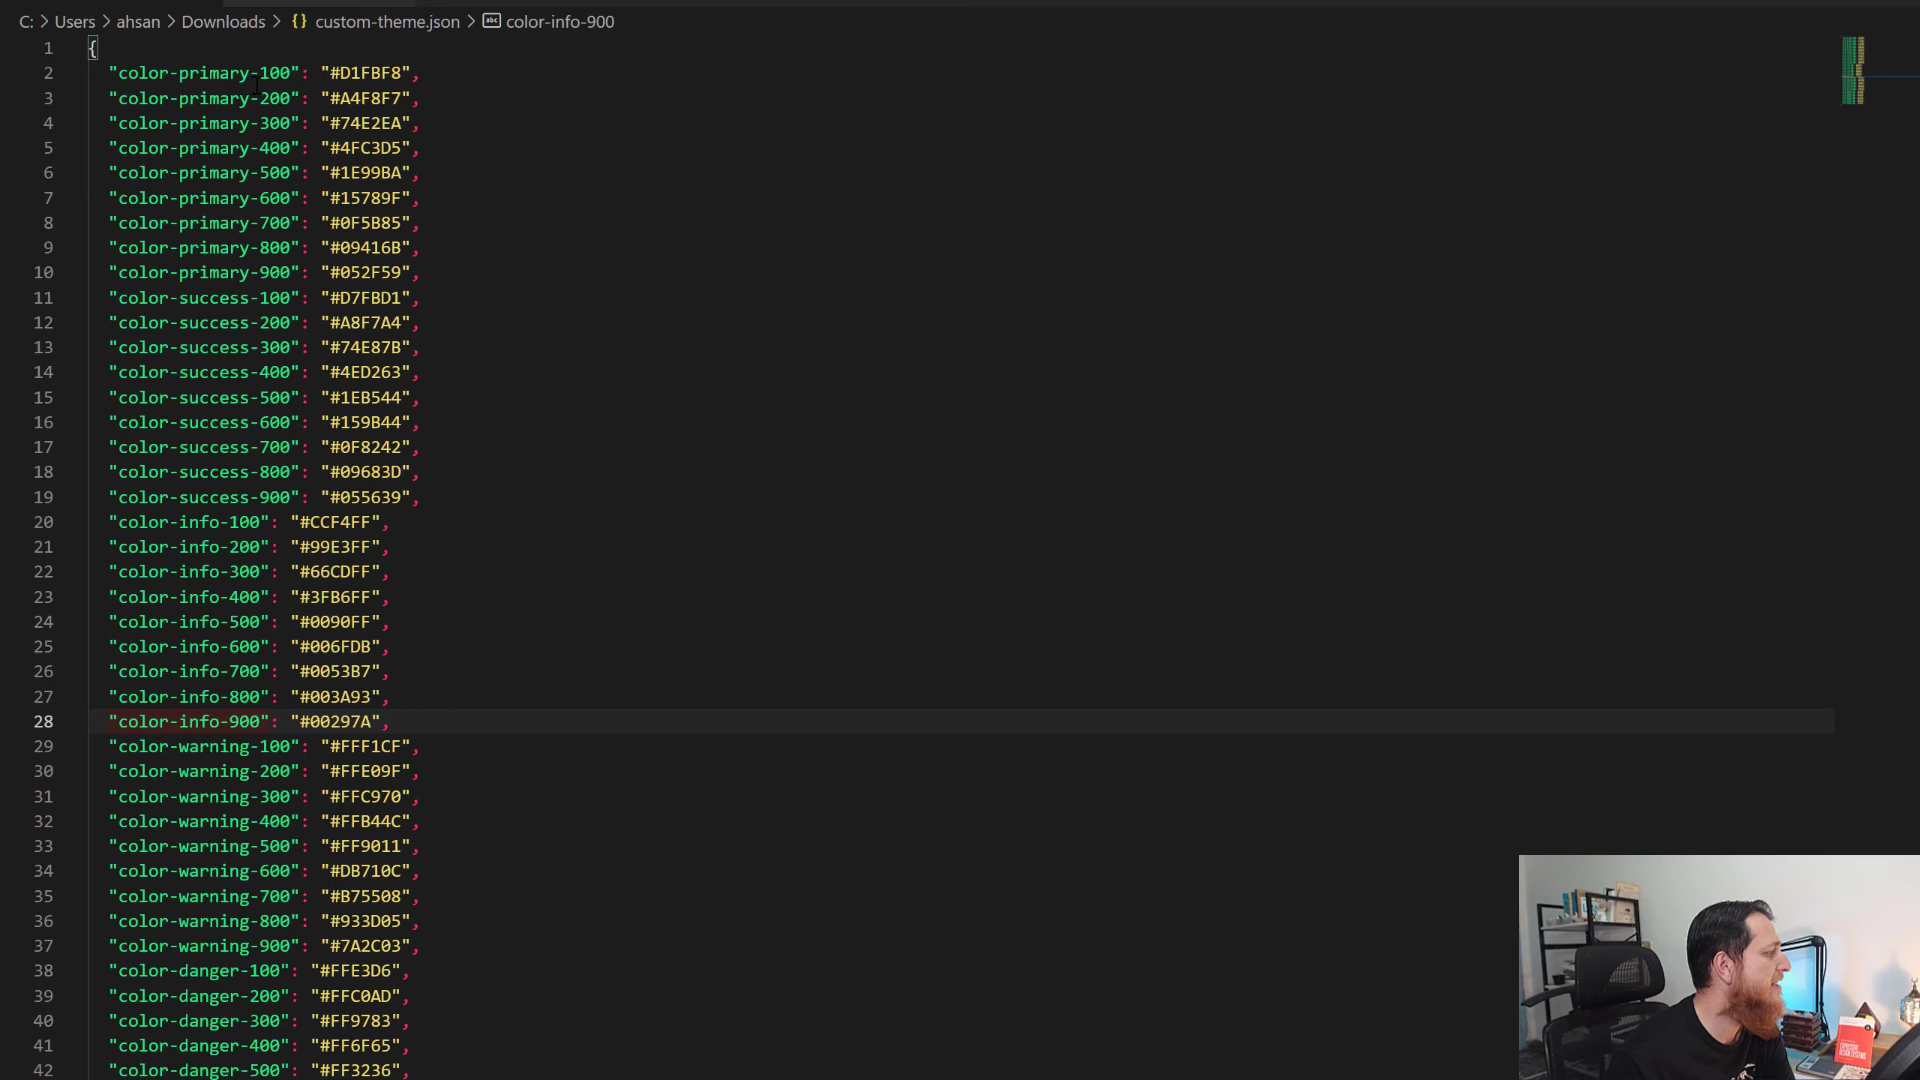 C: > Users > ahsan > Downloads > {} custom-theme.json > abc color-info-900
1 {
2 "color-primary-100": "#D1FBF8",
3 "color-primary-200": "#A4F8F7",
4 "color-primary-300": "#74E2EA",
5 "color-primary-400": "#4FC3D5",
6 "color-primary-500": "#1E99BA",
7 "color-primary-600": "#15789F",
8 "color-primary-700": "#0F5B85",
9 "color-primary-800": "#09416B",
10 "color-primary-900": "#052F59",
11 "color-success-100": "#D7FBD1",
12 "color-success-200": "#A8F7A4",
13 "color-success-300": "#74E87B",
14 "color-success-400": "#4ED263",
15 "color-success-500": "#1EB544",
16 "color-success-600": "#159B44",
17 "color-success-700": "#0F8242",
18 "color-success-800": "#09683D",
19 "color-success-900": "#055639",
20 "color-info-100": "#CCF4FF",
21 "color-info-200": "#99E3FF",
22 "color-info-300": "#66CDFF",
23 "color-info-400": "#3FB6FF",
24 "color-info-500": "#0090FF",
25 "color-info-600": "#006FDB",
26 "color-info-700": "#0053B7",
27 "color-info-800": "#003A93",
28 "color-info-900": "#00297A",
29 "color-warning-100": "#FFF1CF",
30 "color-warning-200": "#FFE09F",
31 "color-warning-300": "#FFC970",
32 "color-warning-400": "#FFB44C",
33 "color-warning-500": "#FF9011",
34 "color-warning-600": "#DB710C",
35 "color-warning-700": "#B75508",
36 "color-warning-800": "#933D05",
37 "color-warning-900": "#7A2C03",
38 "color-danger-100": "#FFE3D6",
39 "color-danger-200": "#FFC0AD",
40 "color-danger-300": "#FF9783",
41 "color-danger-400": "#FF6F65",
42 "color-danger-500": "#FF3236",